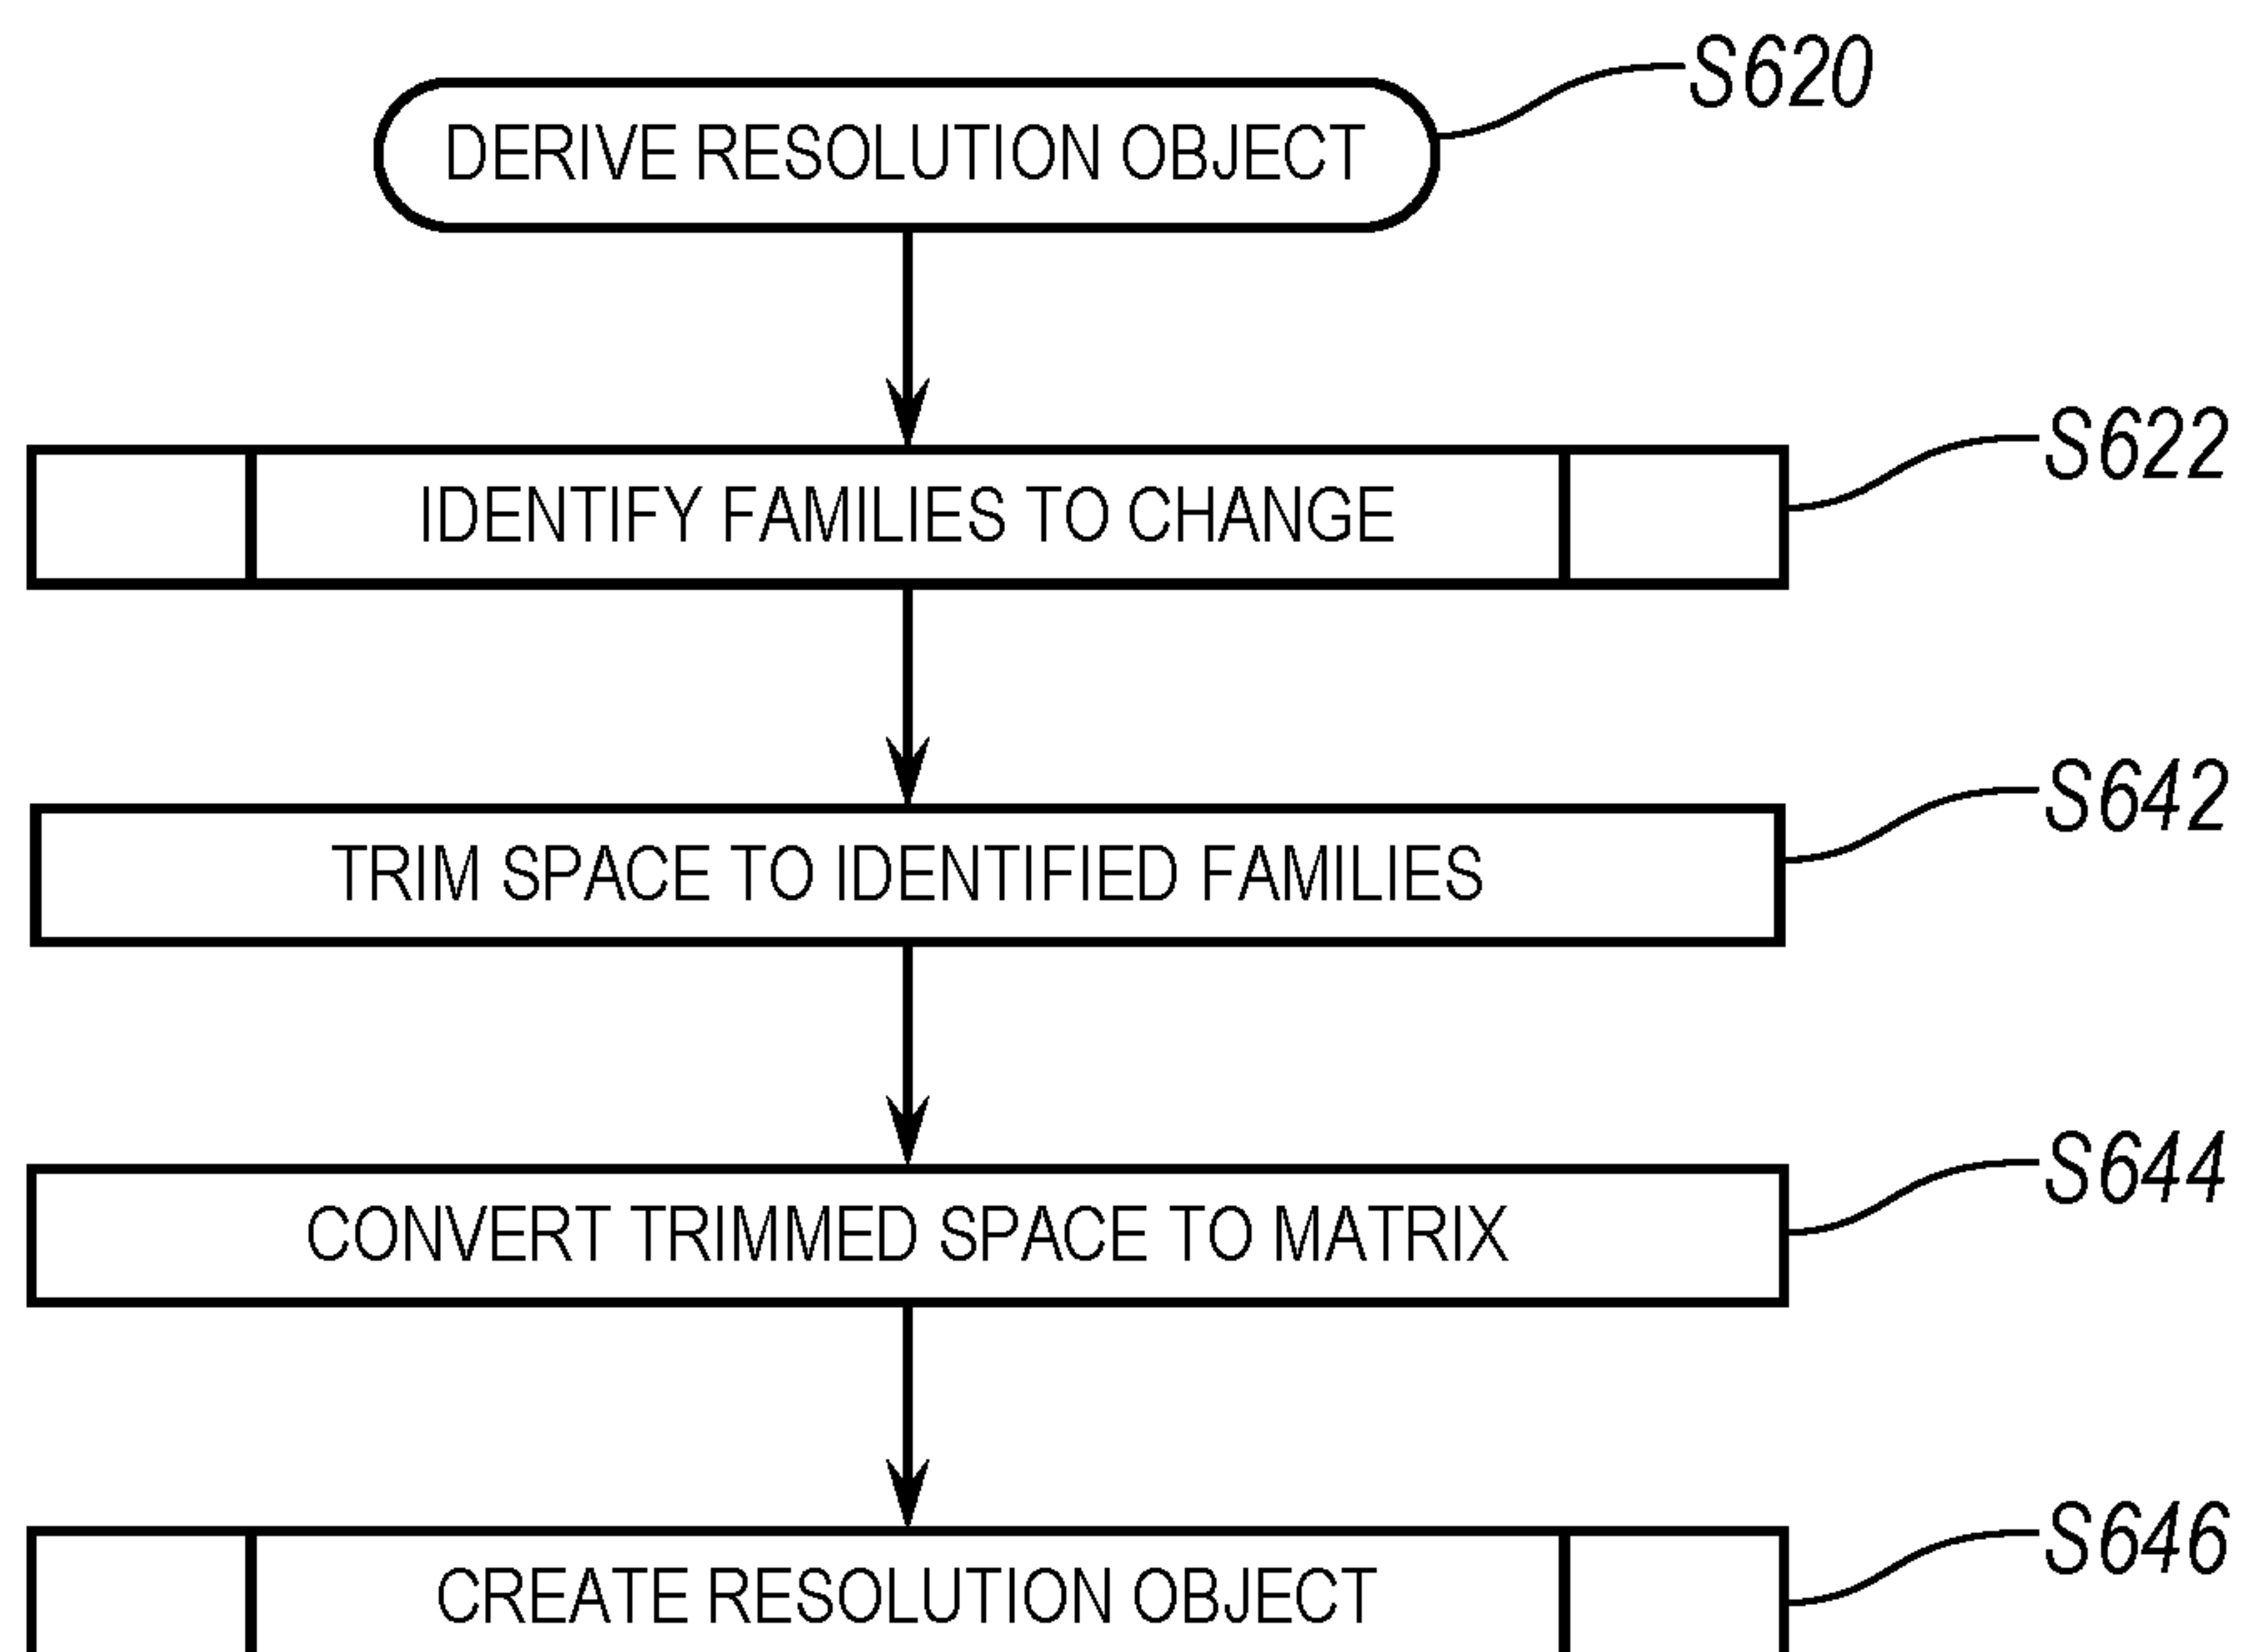 S620
DERIVE RESOLUTION OBJECT
S622
IDENTIFY FAMILIES TO CHANGE
S642
TRIM SPACE TO IDENTIFIED FAMILIES
S644
CONVERT TRIMMED SPACE TO MATRIX
S646
CREATE RESOLUTION OBJECT